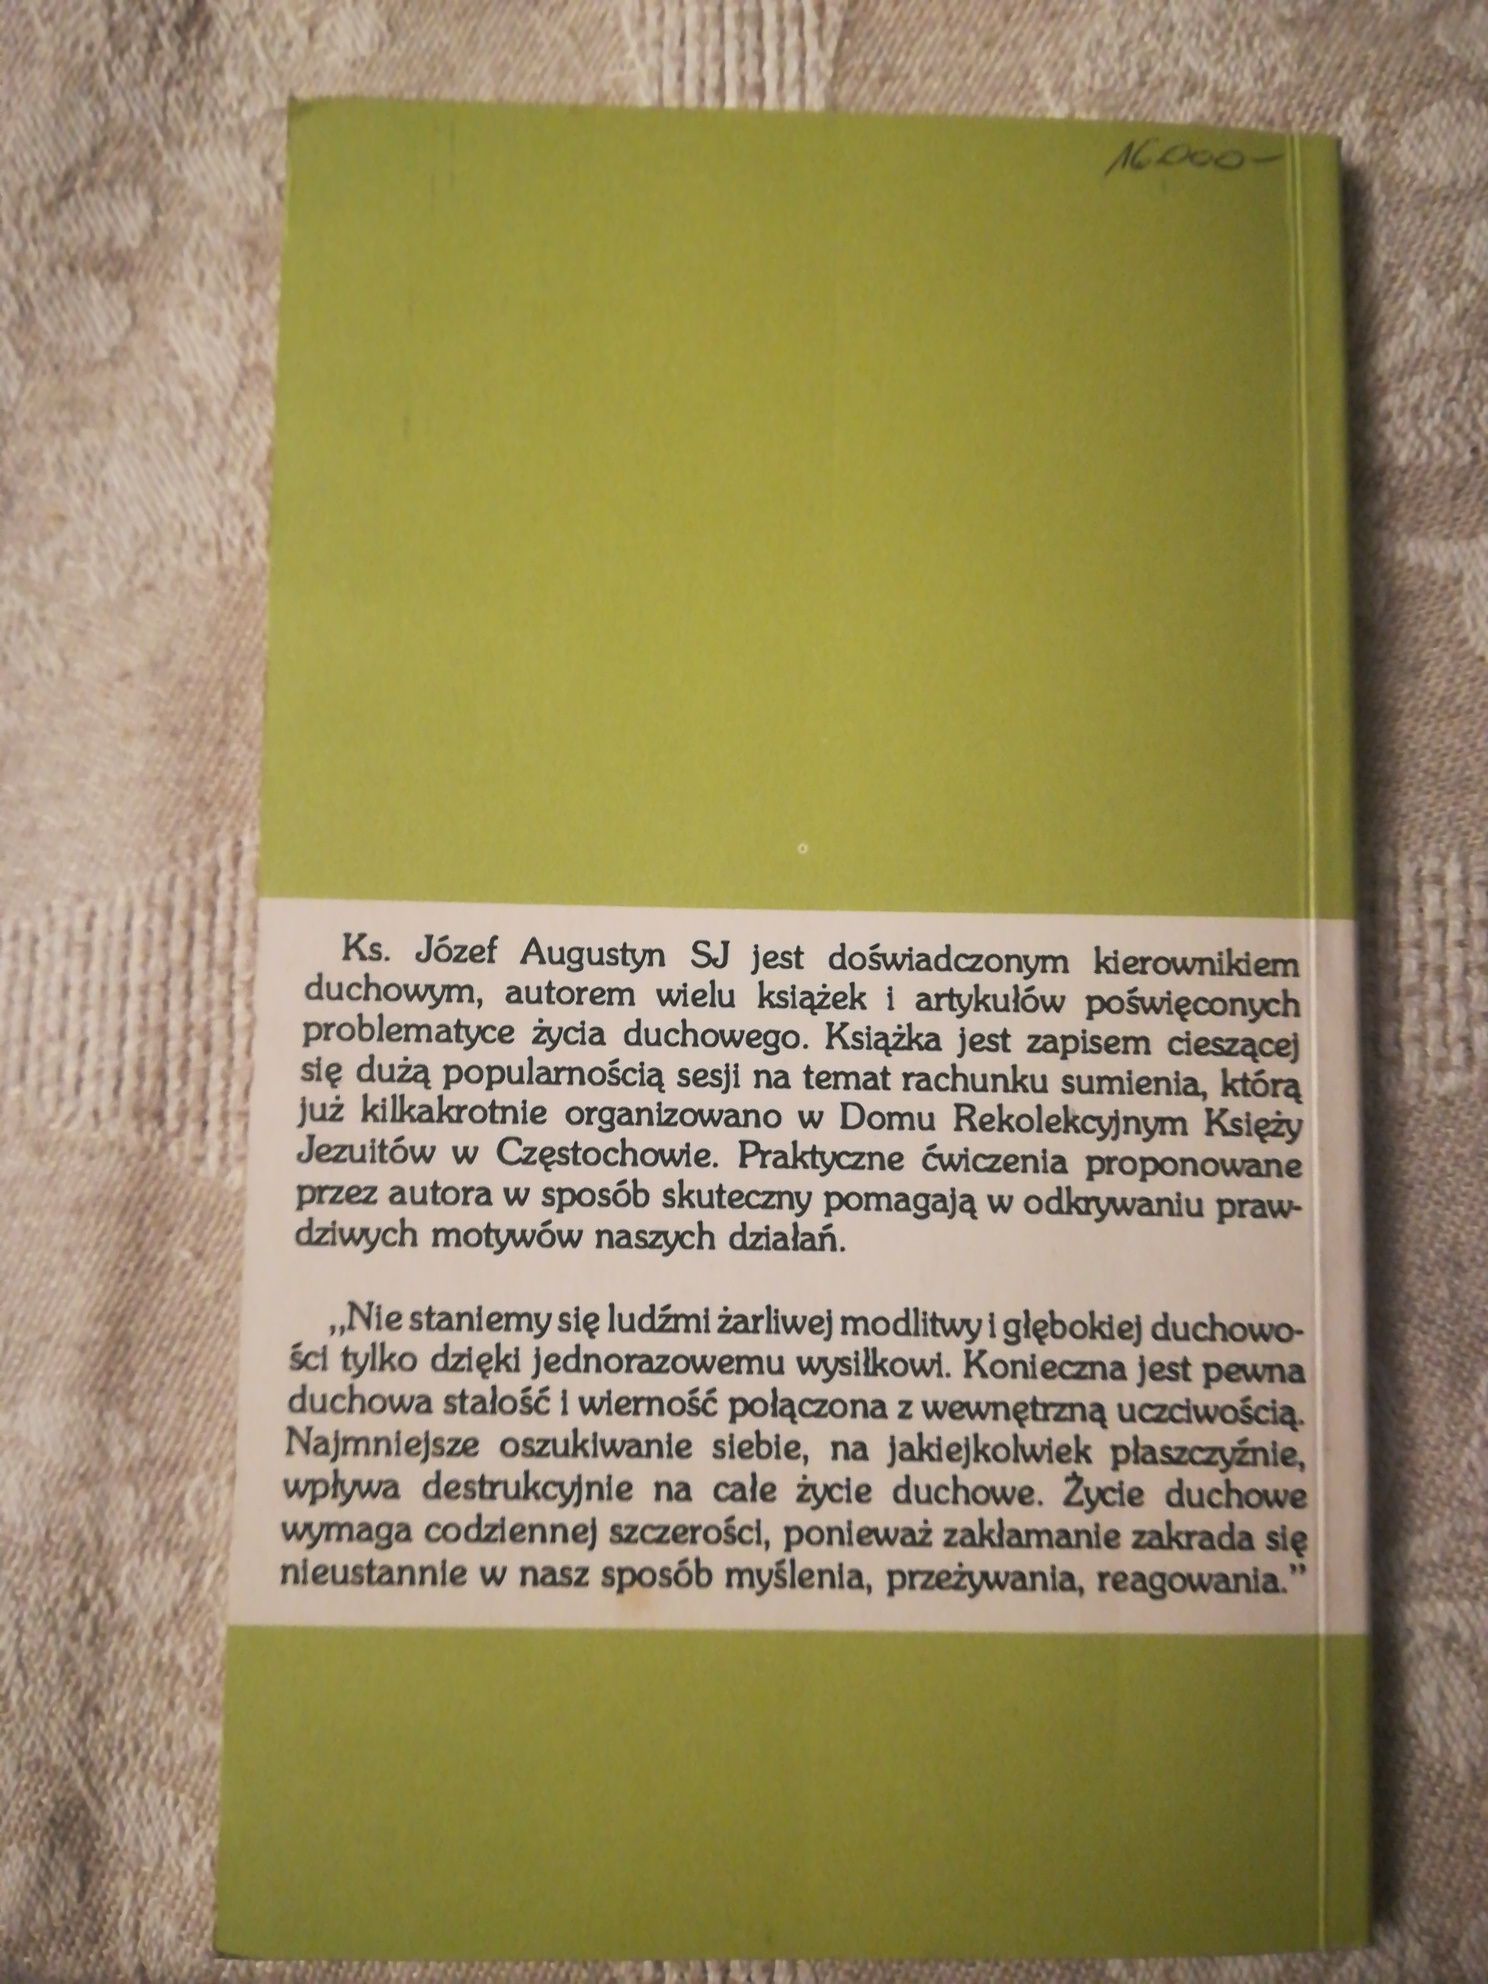 16.000-
Ks. Józef Augustyn SJ jest doświadczonym kierownikiem
duchowym, autorem wielu książek i artykułów poświęconych
problematyce życia duchowego. Książka jest zapisem cieszącej
się dużą popularnością sesji na temat rachunku sumienia, którą
już kilkakrotnie organizowano w Domu Rekolekcyjnym Księży
Jezuitów w Częstochowie. Praktyczne ćwiczenia proponowane
przez autora w sposób skuteczny pomagają w odkrywaniu praw-
dziwych motywów naszych działań.
„Nie staniemy się ludźmi żarliwej modlitwy i głębokiej duchowo-
ści tylko dzięki jednorazowemu wysiłkowi. Konieczna jest pewna
duchowa stałość i wierność połączona z wewnętrzną uczciwością.
Najmniejsze oszukiwanie siebie, na jakiejkolwiek płaszczyźnie,
wpływa destrukcyjnie na całe życie duchowe. Życie duchowe
wymaga codziennej szczerości, ponieważ zakłamanie zakrada się
nieustannie w nasz sposób myślenia, przeżywania, reagowania.”